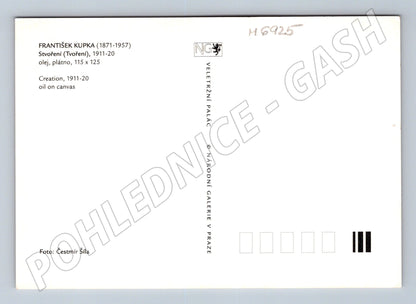 FRANTIŠEK KUPKA (1871-1957)
Stvoření (Tvoření), 1911-20
olej, plátno, 115 x 125
Creation, 1911-20
oil on canvas
Foto: Čestmír Šíla
NG
VELETRŽNÍ PALÁC © NÁRODNÍ GALERIE V PRAZE
H6925
POHLEDNICE - GASH